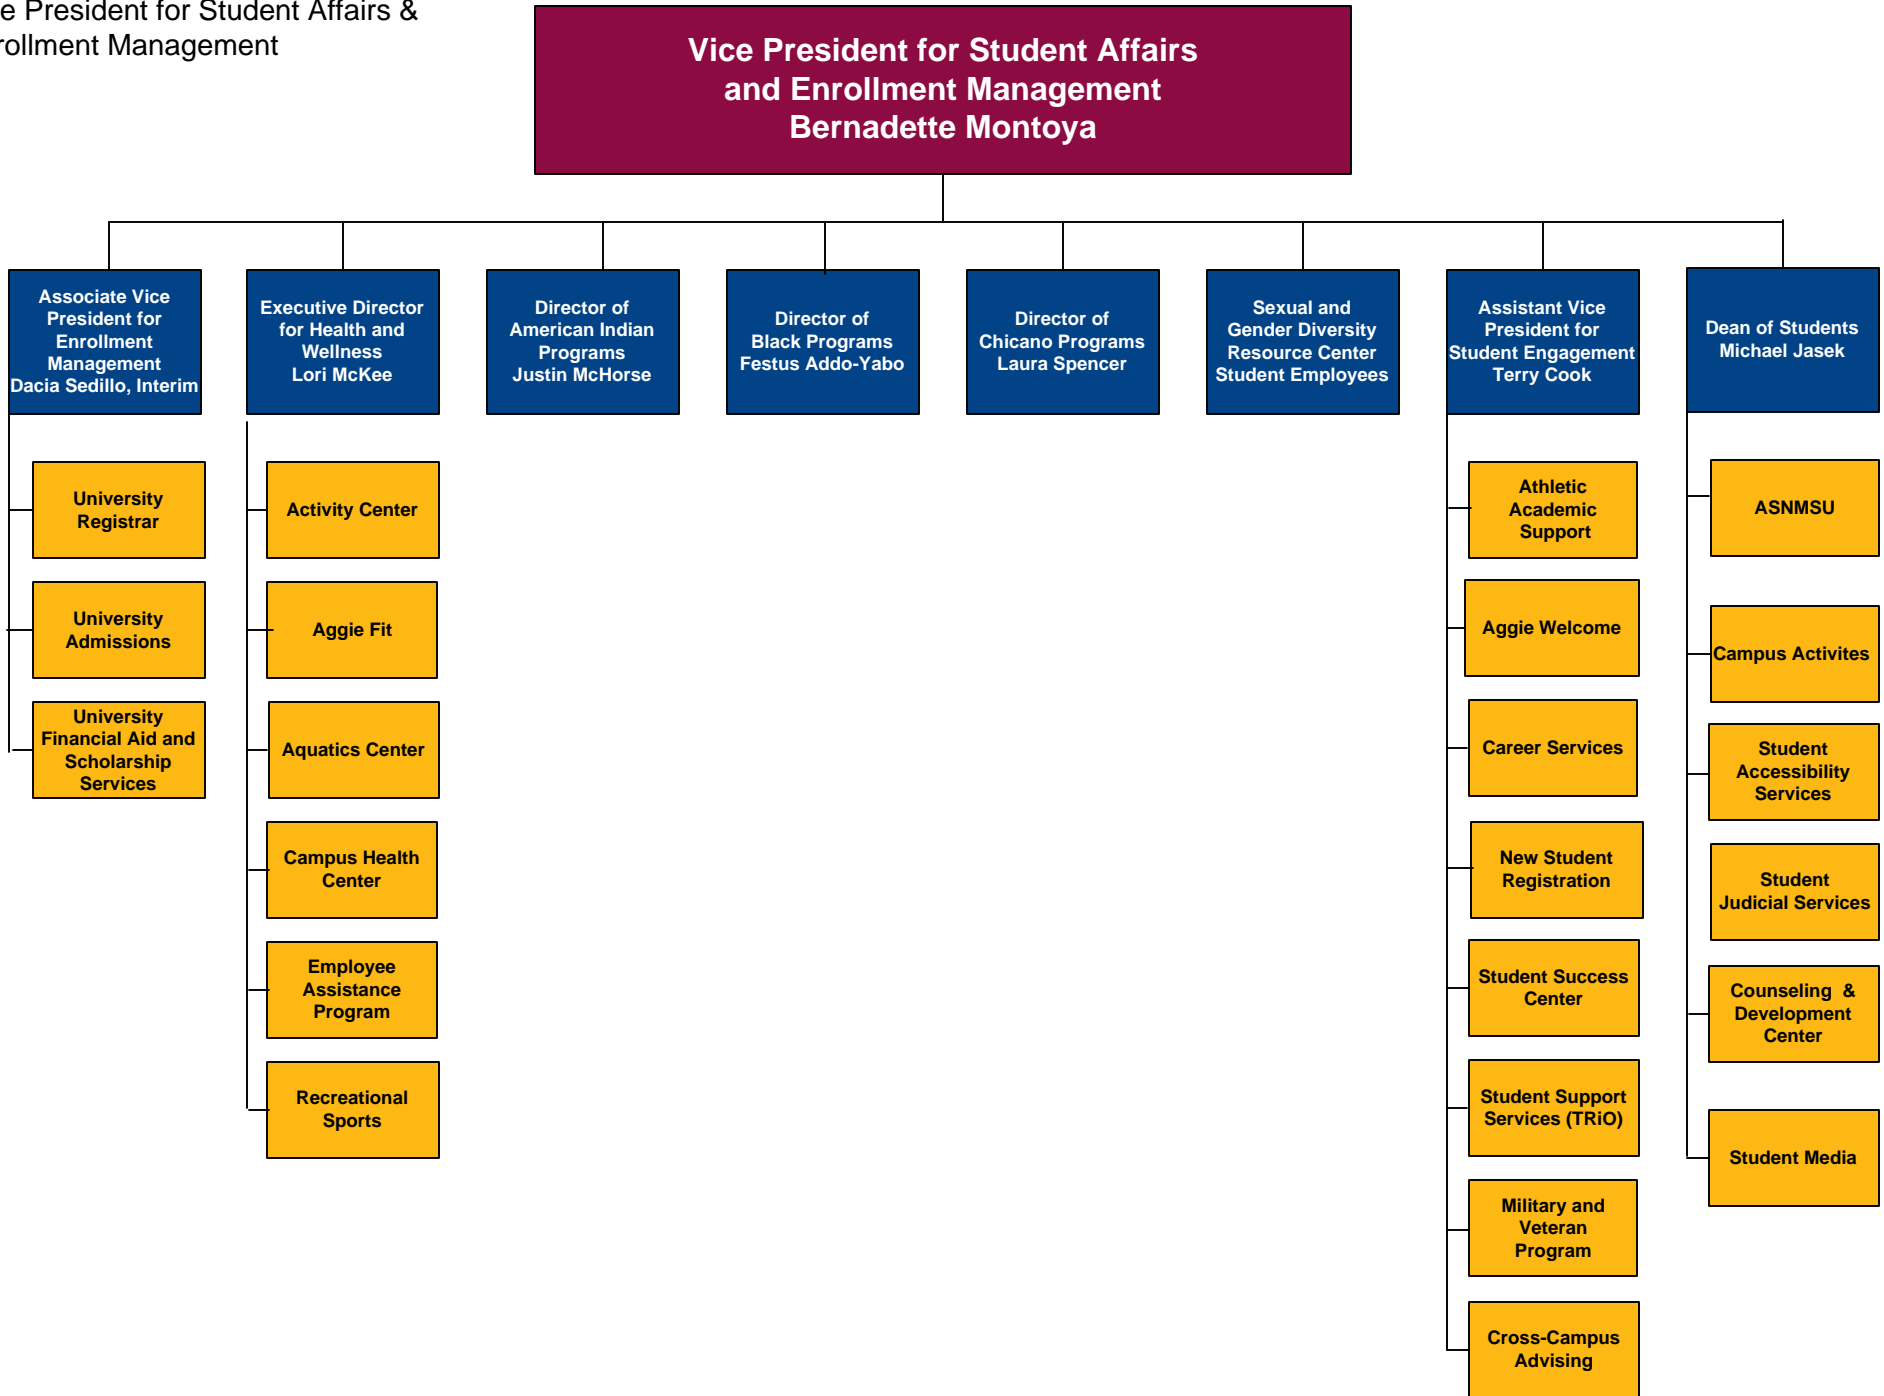 e President for Student Affairs &
rollment Management
Vice President for Student Affairs
and Enrollment Management
Bernadette Montoya
Associate Vice
President for
Enrollment
Management
Dacia Sedillo, Interim
Executive Director
for Health and
Wellness
Lori McKee
Director of
American Indian
Programs
Justin McHorse
Director of
Black Programs
Festus Addo-Yabo
Director of
Chicano Programs
Laura Spencer
Sexual and
Gender Diversity
Resource Center
Student Employees
Assistant Vice
President for
Student Engagement
Terry Cook
Dean of Students
Michael Jasek
University
Registrar
University
Admissions
University
Financial Aid and
Scholarship
Services
Activity Center
Aggie Fit
Aquatics Center
Campus Health
Center
Employee
Assistance
Program
Recreational
Sports
Athletic
Academic
Support
Aggie Welcome
Career Services
New Student
Registration
Student Success
Center
Student Support
Services (TRiO)
Military and
Veteran
Program
Cross-Campus
Advising
ASNMSU
Campus Activites
Student
Accessibility
Services
Student
Judicial Services
Counseling &
Development
Center
Student Media